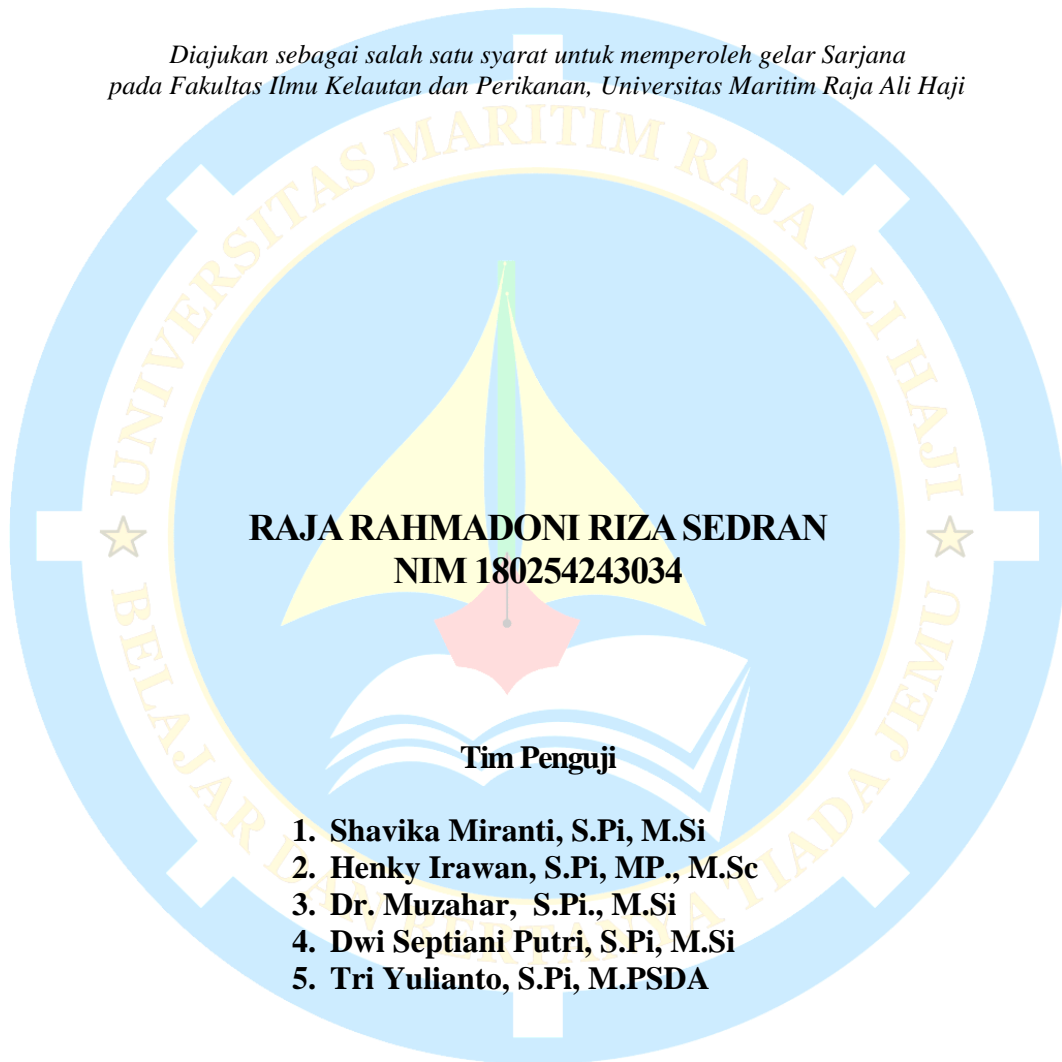 Diajukan sebagai salah satu syarat untuk memperoleh gelar Sarjana
pada Fakultas Ilmu Kelautan dan Perikanan, Universitas Maritim Raja Ali Haji
UNIVERSITAS MARITIM RAJA ALI HAJI
RAJA RAHMADONI RIZA SEDRAN
NIM 180254243034
Tim Penguji
1. Shavika Miranti, S.Pi, M.Si
2. Henky Irawan, S.Pi, MP., M.Sc
3. Dr. Muzahar, S.Pi., M.Si
4. Dwi Septiani Putri, S.Pi, M.Si
5. Tri Yulianto, S.Pi, M.PSDA
BELAJAR DAN BERTANYA TIADA JEMU